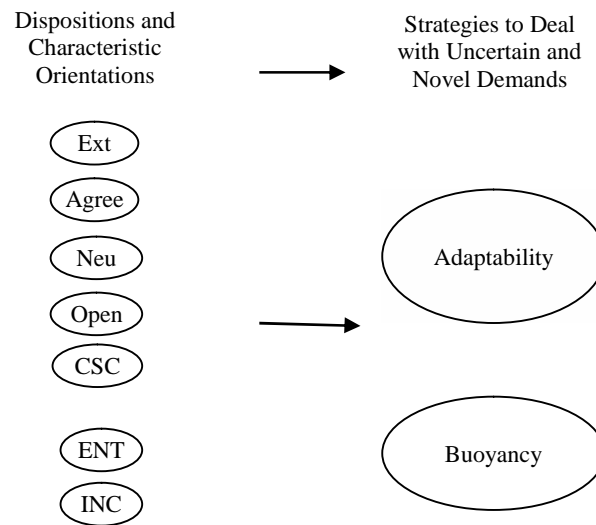 Dispositions and
Characteristic
Orientations
Strategies to Deal
with Uncertain and
Novel Demands
Ext
Agree
Neu
Open
CSC
ENT
INC
Adaptability
Buoyancy